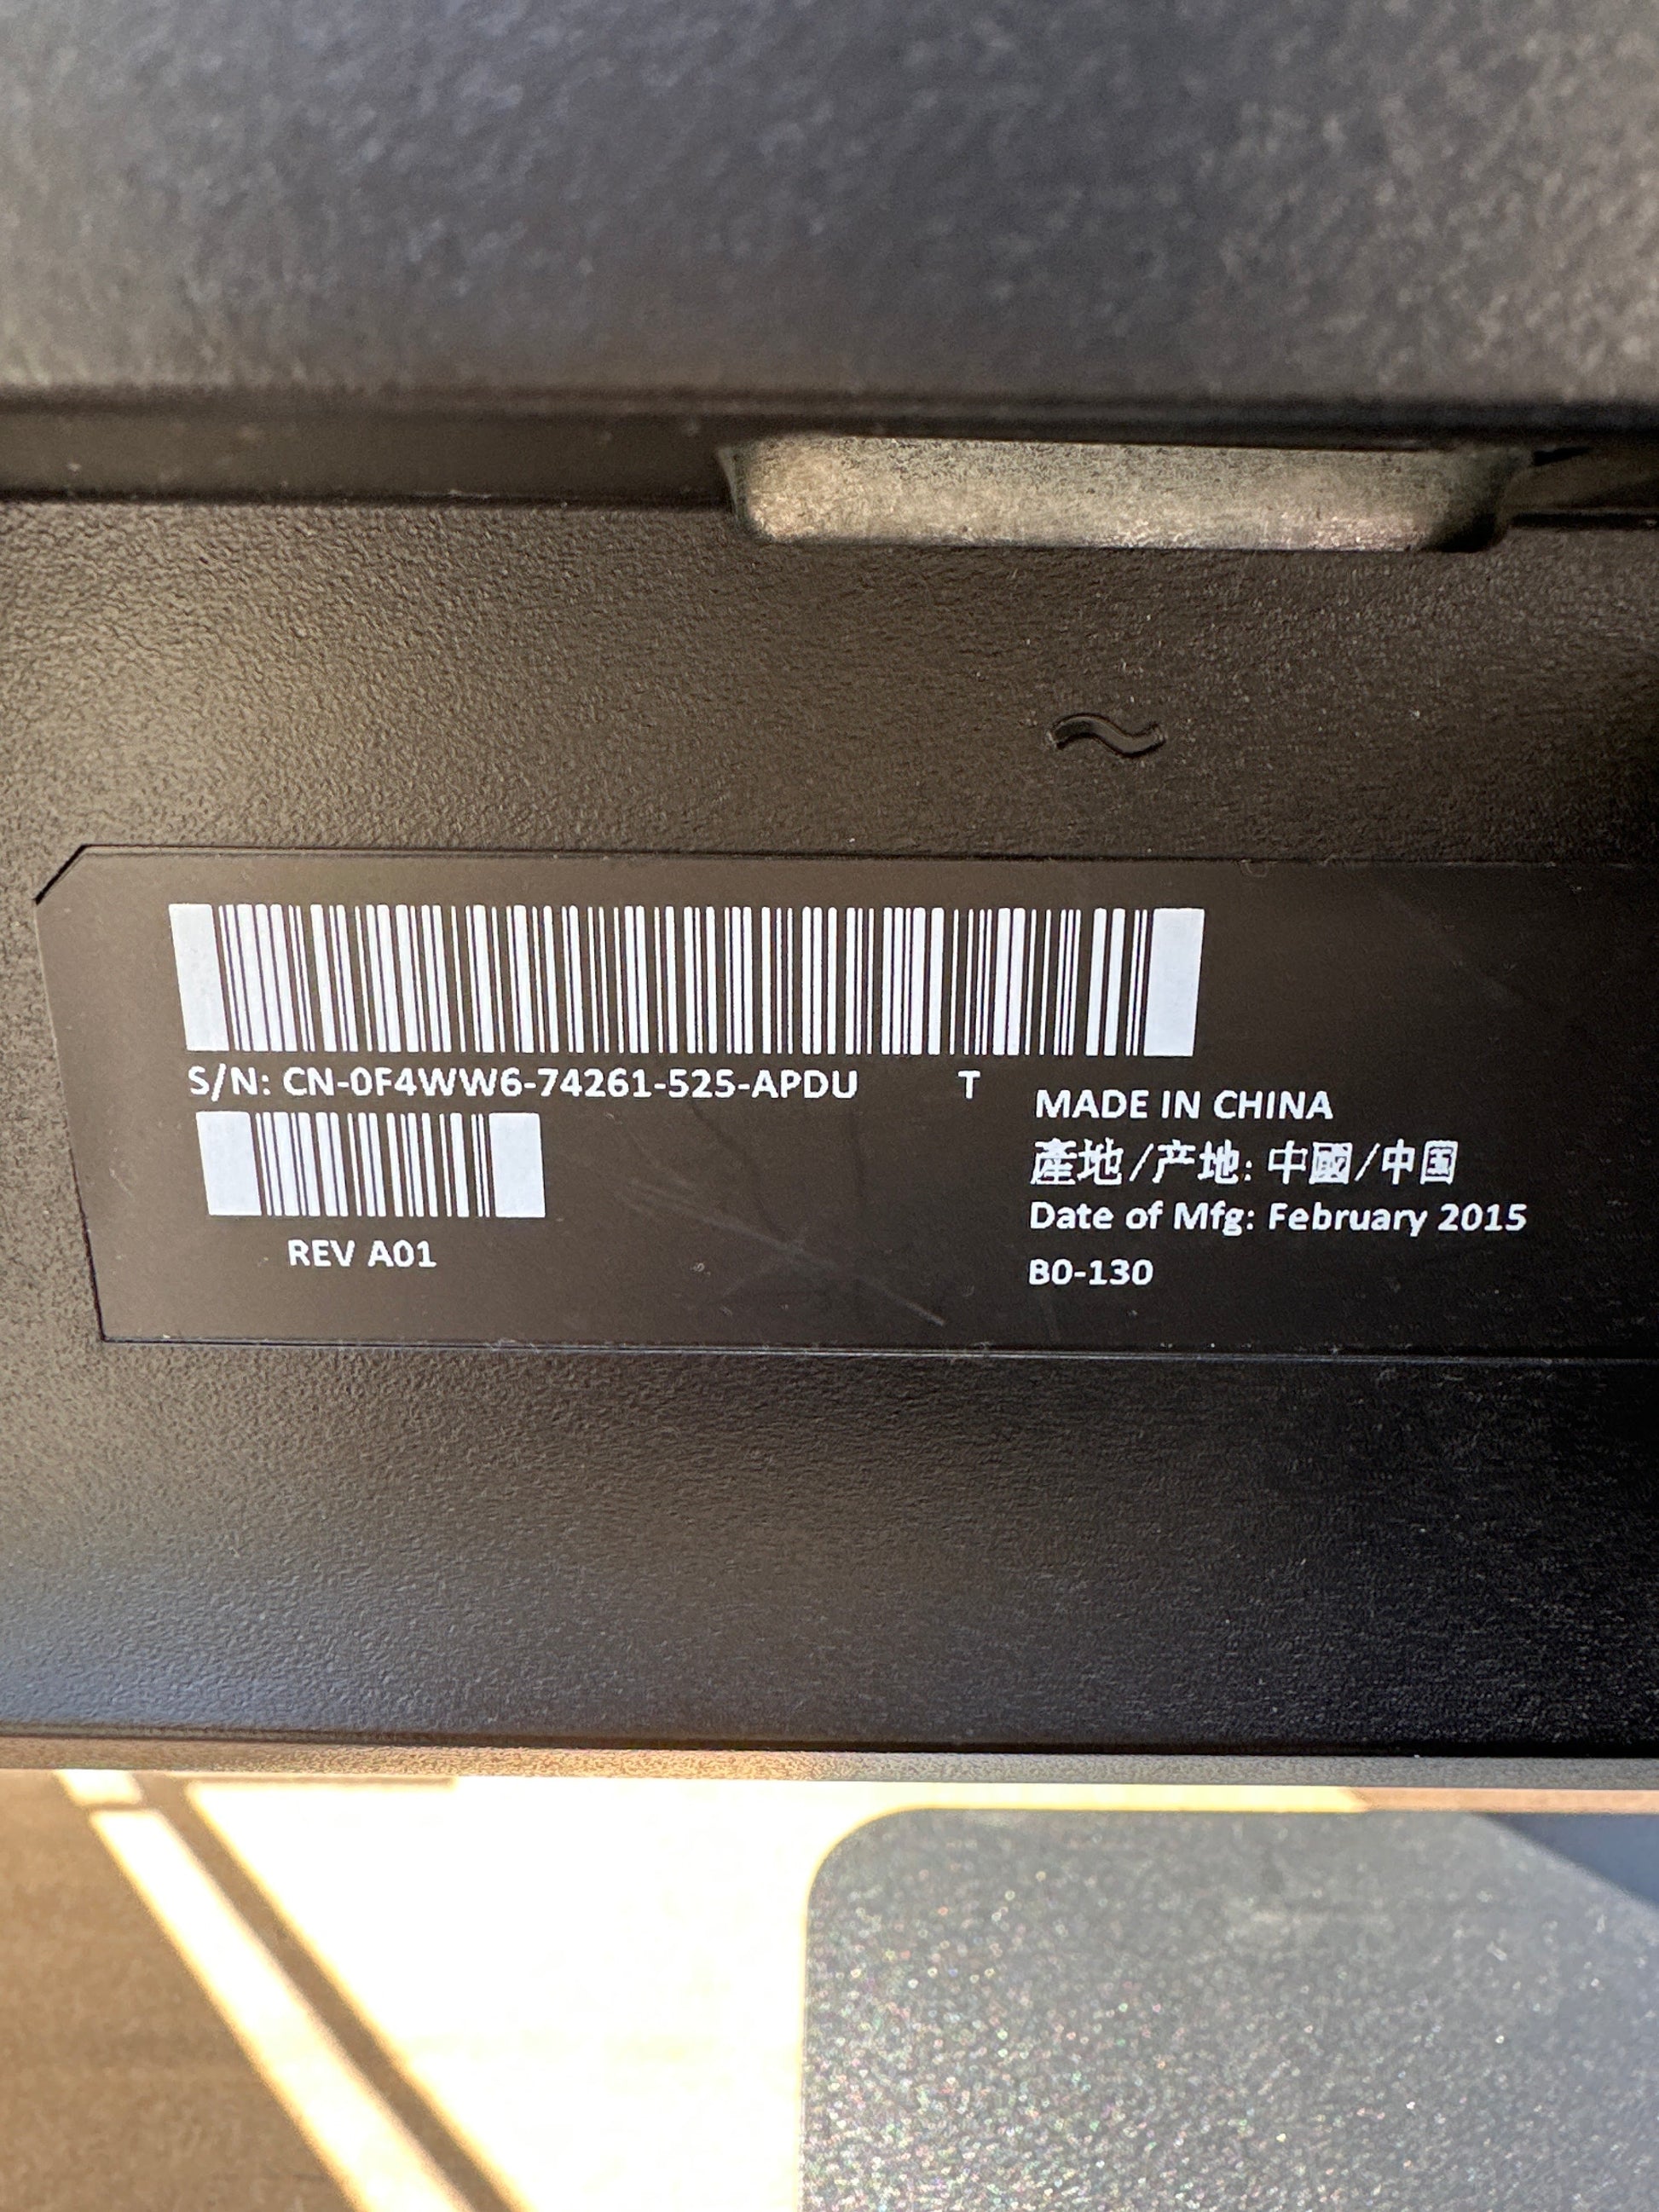 S/N: CN-0F4WW6-74261-525-APDU T
REV A01
MADE IN CHINA
產地/产地: 中國/中国
Date of Mfg: February 2015
B0-130